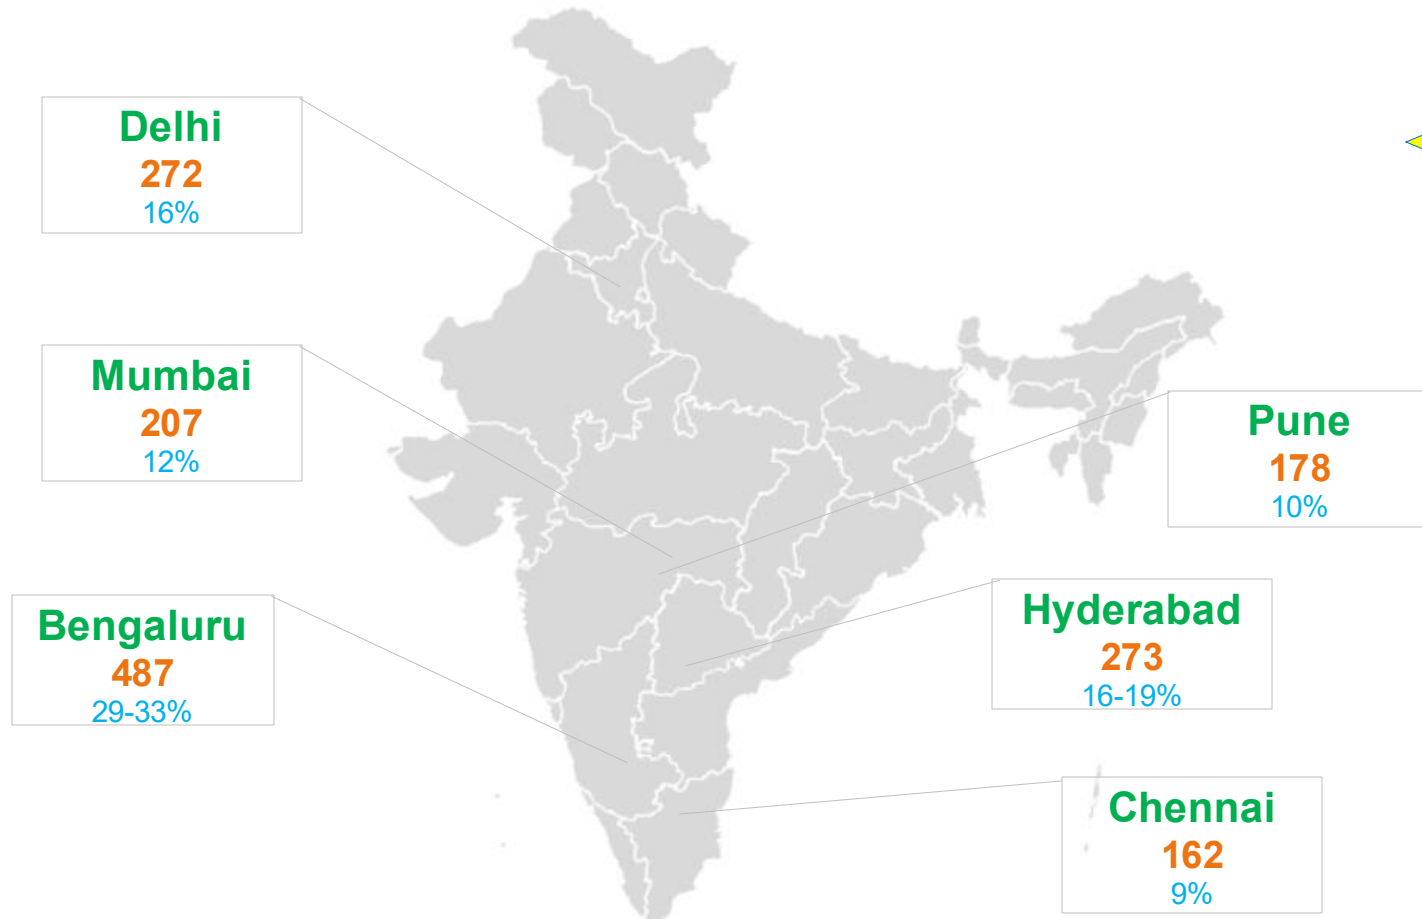 Delhi
272
16%
Mumbai
207
12%
Pune
178
10%
Bengaluru
487
29-33%
Hyderabad
273
16-19%
Chennai
162
9%